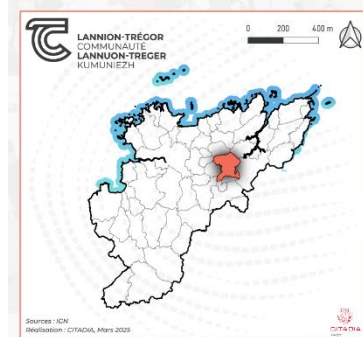 LANNION-TRÉGOR
COMMUNAUTÉ
LANNUON-TREGER
KUMUNIEZH
0 200 400 m
Sources : IGN
Réalisation : CITADIA, Mars 2025
CITADIA